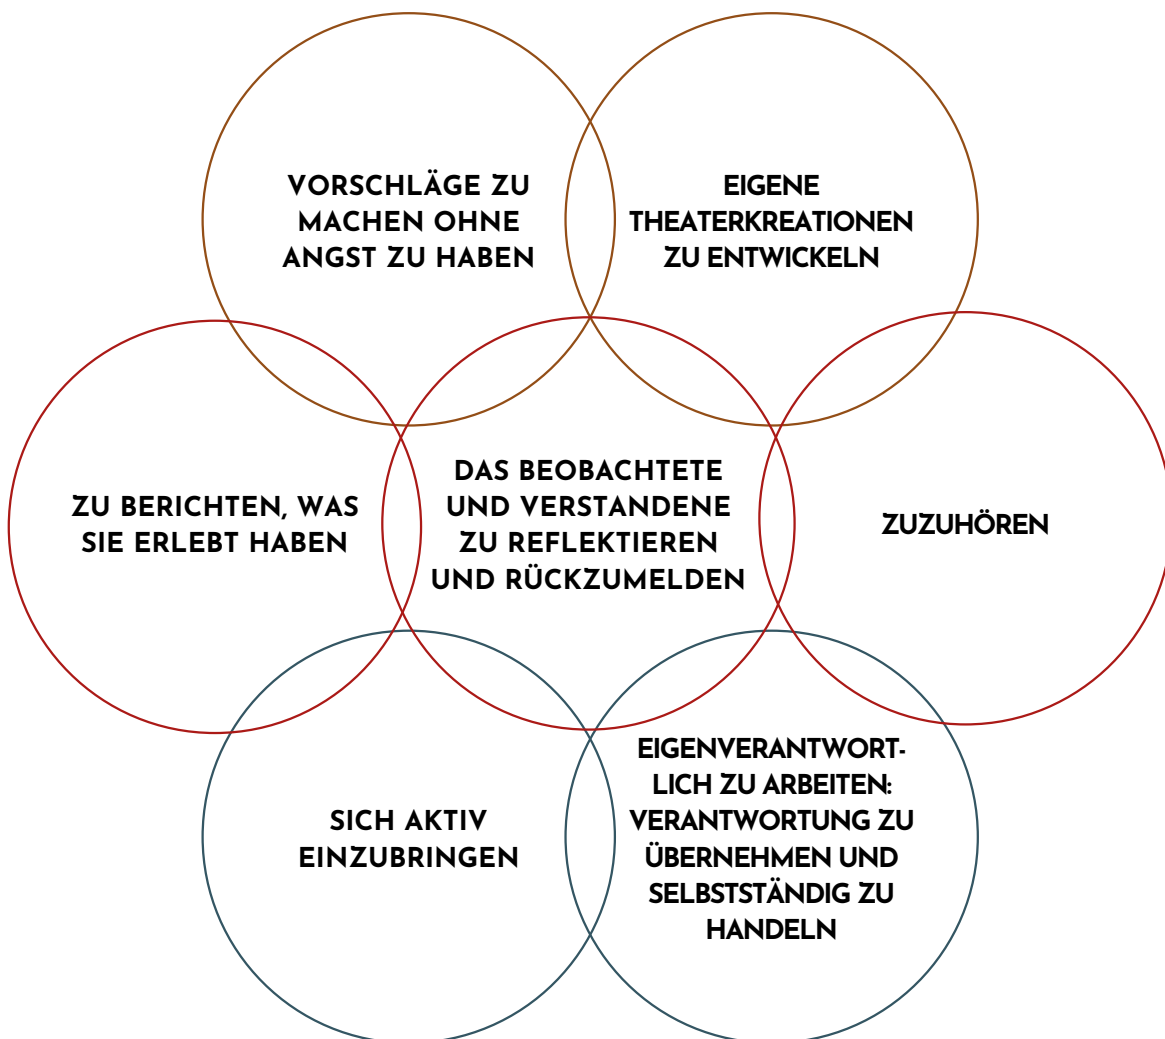 VORSCHLÄGE ZU
MACHEN OHNE
ANGST ZU HABEN
EIGENE
THEATERKREATIONEN
ZU ENTWICKELN
ZU BERICHTEN, WAS
SIE ERLEBT HABEN
DAS BEOBACHTETE
UND VERSTANDENE
ZU REFLEKTIEREN
UND RÜCKZUMELDEN
ZUZUHÖREN
SICH AKTIV
EINZUBRINGEN
EIGENVERANTWORT-
LICH ZU ARBEITEN:
VERANTWORTUNG ZU
ÜBERNEHMEN UND
SELBSTSTÄNDIG ZU
HANDELN